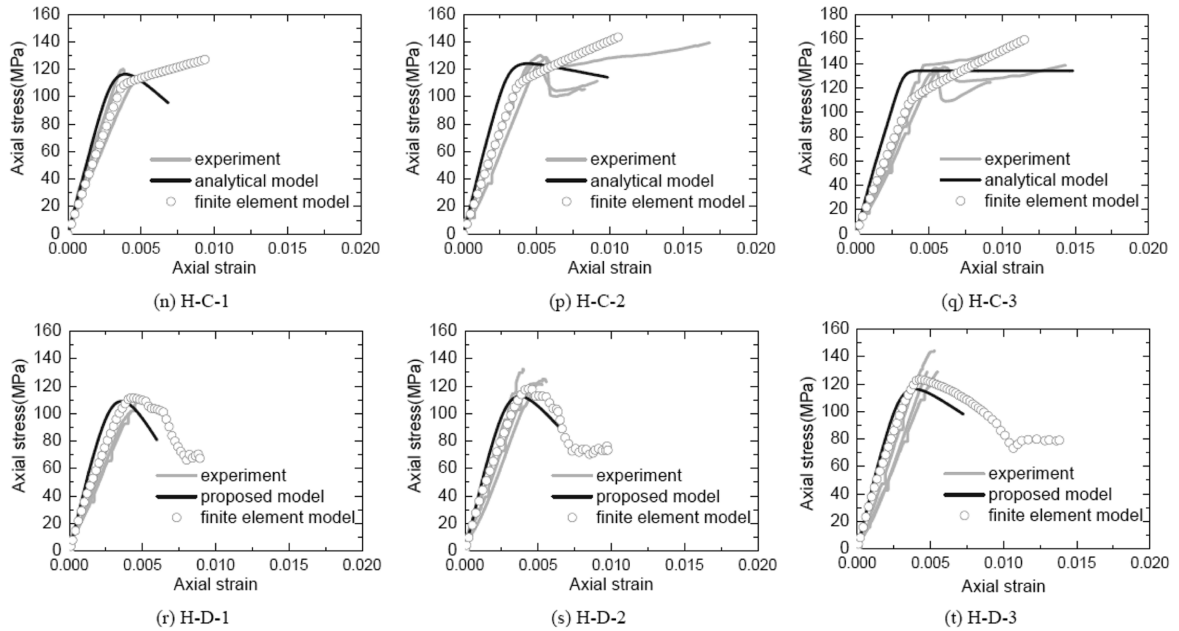 160
140
120
100
80
60
40
20
0
Axial stress(MPa)
experiment
analytical model
finite element model
0.000 0.005 0.010 0.015 0.020
Axial strain
(n) H-C-1
160
140
120
100
80
60
40
20
0
Axial stress(MPa)
experiment
analytical model
finite element model
0.000 0.005 0.010 0.015 0.020
Axial strain
(p) H-C-2
180
160
140
120
100
80
60
40
20
0
Axial stress(MPa)
experiment
analytical model
finite element model
0.000 0.005 0.010 0.015 0.020
Axial strain
(q) H-C-3
160
140
120
100
80
60
40
20
0
Axial stress(MPa)
experiment
proposed model
finite element model
0.000 0.005 0.010 0.015 0.020
Axial strain
(r) H-D-1
160
140
120
100
80
60
40
20
0
Axial stress(MPa)
experiment
proposed model
finite element model
0.000 0.005 0.010 0.015 0.020
Axial strain
(s) H-D-2
160
140
120
100
80
60
40
20
0
Axial stress(MPa)
experiment
proposed model
finite element model
0.000 0.005 0.010 0.015 0.020
Axial strain
(t) H-D-3